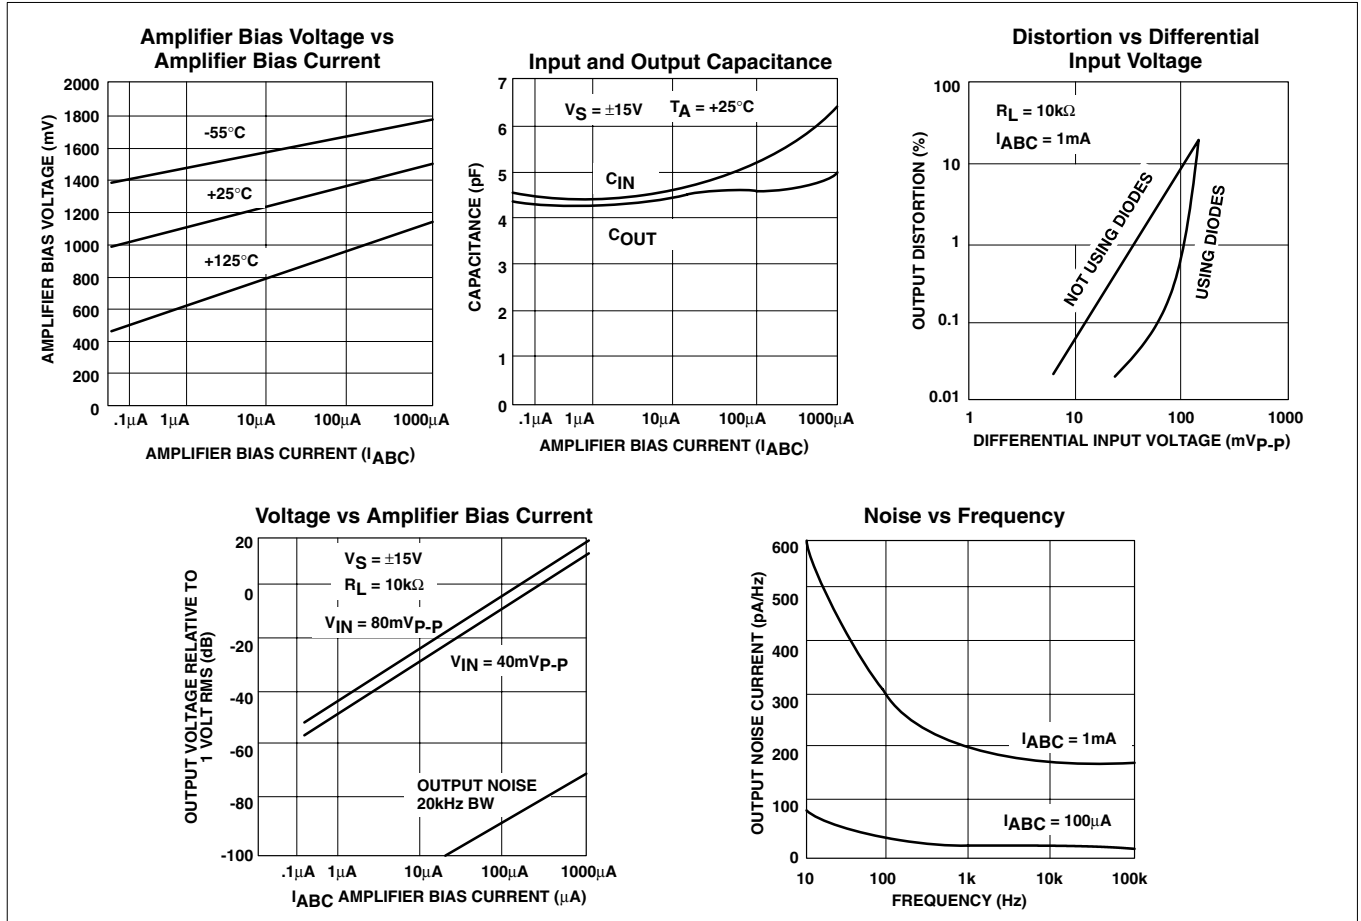 Amplifier Bias Voltage vs
Amplifier Bias Current
2000
1800
1600
1400
1200
1000
800
600
400
200
0
AMPLIFIER BIAS VOLTAGE (mV)
-55°C
+25°C
+125°C
.1µA 1µA 10µA 100µA 1000µA
AMPLIFIER BIAS CURRENT (IABC)
Input and Output Capacitance
7
6
5
4
3
2
1
0
CAPACITANCE (pF)
VS = ±15V TA = +25°C
CIN
COUT
.1µA 1µA 10µA 100µA 1000µA
AMPLIFIER BIAS CURRENT (IABC)
Distortion vs Differential
Input Voltage
100
10
1
0.1
0.01
OUTPUT DISTORTION (%)
RL = 10kΩ
IABC = 1mA
NOT USING DIODES
USING DIODES
1 10 100 1000
DIFFERENTIAL INPUT VOLTAGE (mVP-P)
Voltage vs Amplifier Bias Current
20
0
-20
-40
-60
-80
-100
OUTPUT VOLTAGE RELATIVE TO
1 VOLT RMS (dB)
VS = ±15V
RL = 10kΩ
VIN = 80mVP-P
VIN = 40mVP-P
OUTPUT NOISE
20kHz BW
.1µA 1µA 10µA 100µA 1000µA
IABC AMPLIFIER BIAS CURRENT (µA)
Noise vs Frequency
600
500
400
300
200
100
0
OUTPUT NOISE CURRENT (pA/Hz)
IABC = 1mA
IABC = 100µA
10 100 1k 10k 100k
FREQUENCY (Hz)